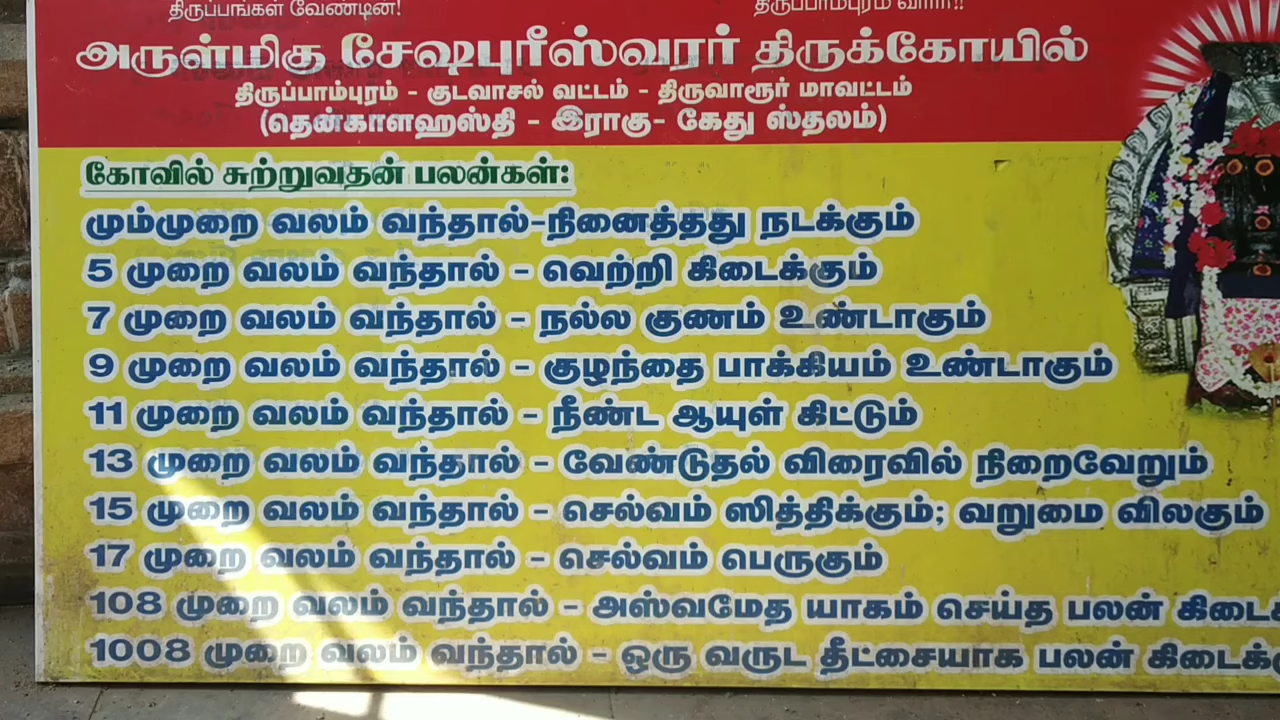 திருப்பங்கள் வேண்டின்! திருப்பாம்புரம் வாரீர்!!
அருள்மிகு சேஷபுரீஸ்வரர் திருக்கோயில்
திருப்பாம்புரம் - குடவாசல் வட்டம் - திருவாரூர் மாவட்டம்
(தென்காளஹஸ்தி - இராகு- கேது ஸ்தலம்)
கோவில் சுற்றுவதன் பலன்கள்:
மும்முறை வலம் வந்தால்-நினைத்தது நடக்கும்
5 முறை வலம் வந்தால் - வெற்றி கிடைக்கும்
7 முறை வலம் வந்தால் - நல்ல குணம் உண்டாகும்
9 முறை வலம் வந்தால் - குழந்தை பாக்கியம் உண்டாகும்
11 முறை வலம் வந்தால் - நீண்ட ஆயுள் கிட்டும்
13 முறை வலம் வந்தால் - வேண்டுதல் விரைவில் நிறைவேறும்
15 முறை வலம் வந்தால் - செல்வம் ஸித்திக்கும்; வறுமை விலகும்
17 முறை வலம் வந்தால் - செல்வம் பெருகும்
108 முறை வலம் வந்தால் - அஸ்வமேத யாகம் செய்த பலன்
1008 முறை வலம் வந்தால் - ஒரு வருட தீட்சையாக பலன்